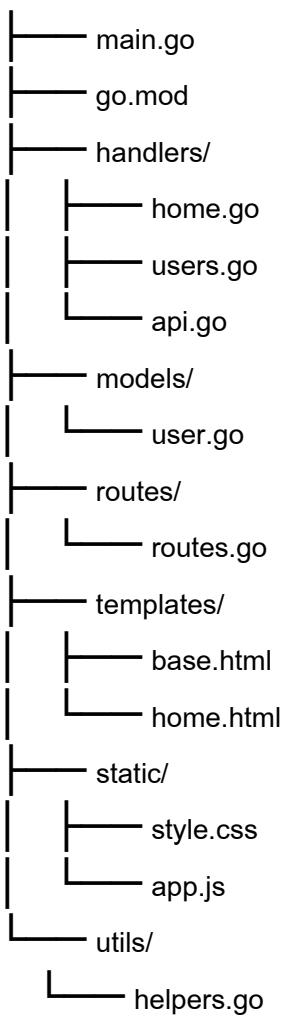 ├── main.go
├── go.mod
├── handlers/
│   ├── home.go
│   ├── users.go
│   └── api.go
├── models/
│   └── user.go
├── routes/
│   └── routes.go
├── templates/
│   ├── base.html
│   └── home.html
├── static/
│   ├── style.css
│   └── app.js
└── utils/
    └── helpers.go